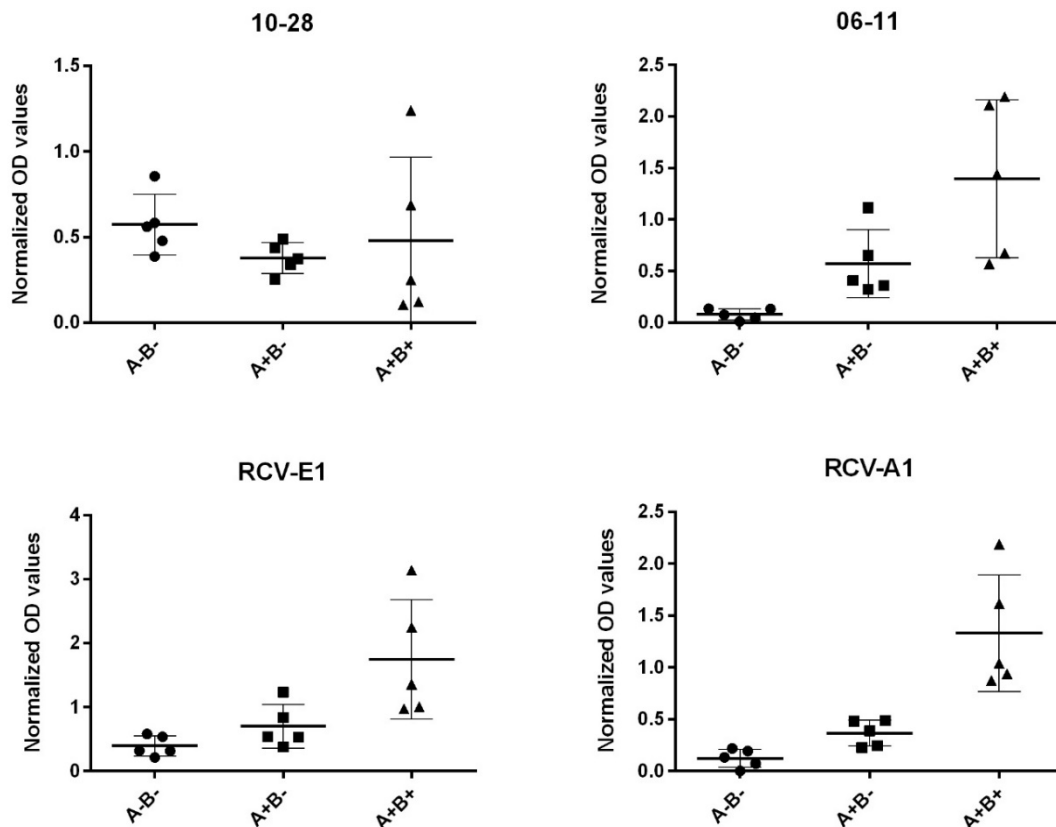 10-28
Normalized OD values
1.5
1.0
0.5
0.0
A-B-
A+B-
A+B+
06-11
Normalized OD values
2.5
2.0
1.5
1.0
0.5
0.0
A-B-
A+B-
A+B+
RCV-E1
Normalized OD values
4
3
2
1
0
A-B-
A+B-
A+B+
RCV-A1
Normalized OD values
2.5
2.0
1.5
1.0
0.5
0.0
A-B-
A+B-
A+B+